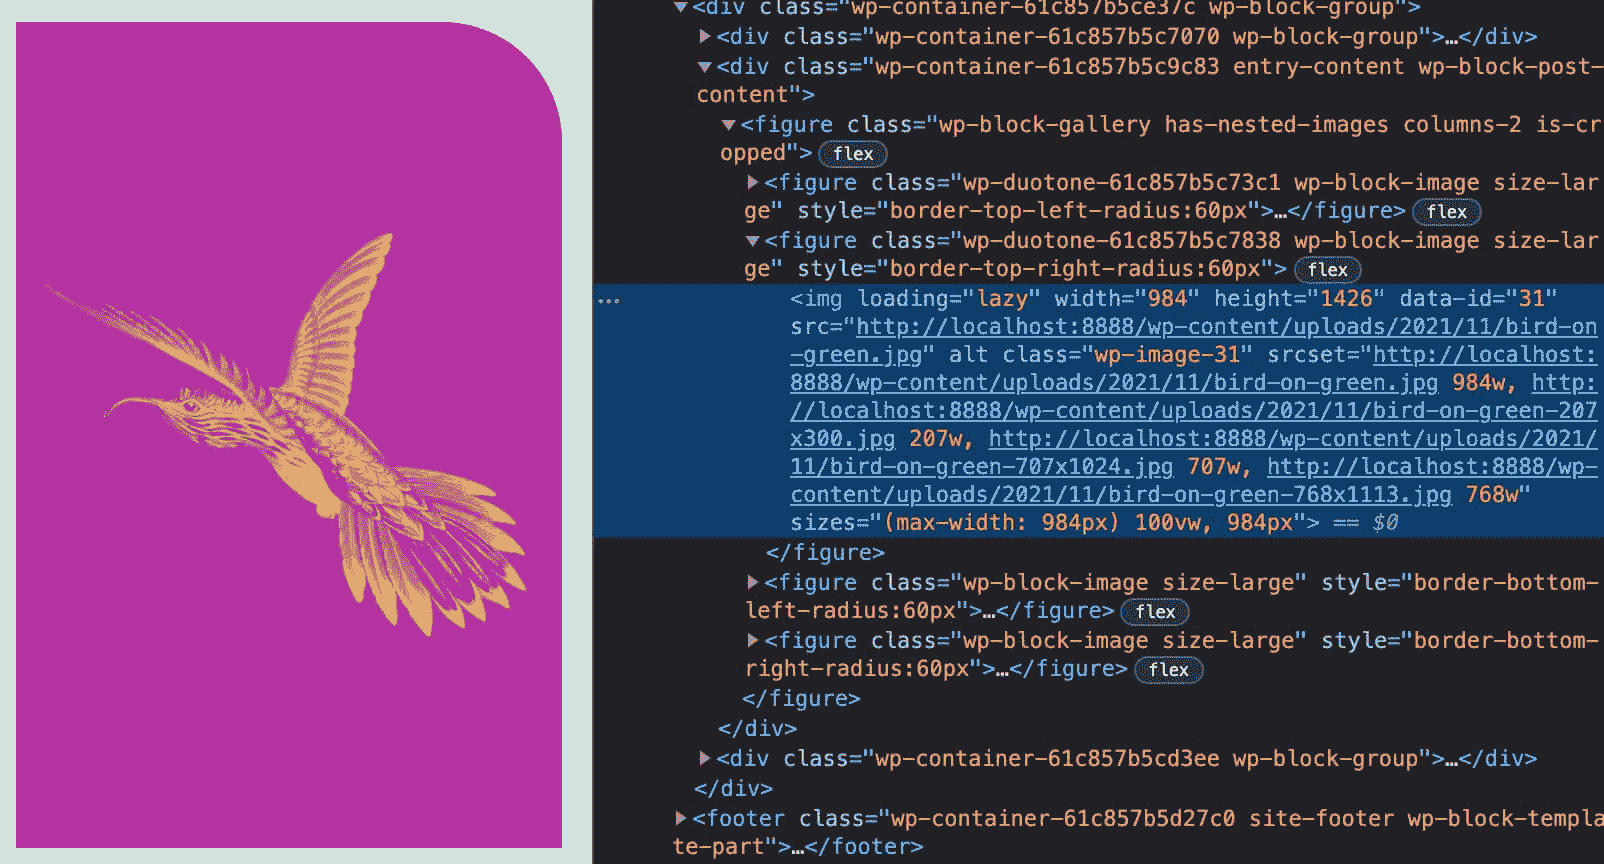 ▼<div class="wp-container-61c857b5ce37c wp-block-group">
▶<div class="wp-container-61c857b5c7070 wp-block-group">…</div>
▼<div class="wp-container-61c857b5c9c83 entry-content wp-block-post-
content">
▼<figure class="wp-block-gallery has-nested-images columns-2 is-cr
opped"> flex
▶<figure class="wp-duotone-61c857b5c73c1 wp-block-image size-lar
ge" style="border-top-left-radius:60px">…</figure> flex
▼<figure class="wp-duotone-61c857b5c7838 wp-block-image size-lar
ge" style="border-top-right-radius:60px"> flex
… <img loading="lazy" width="984" height="1426" data-id="31"
src="http://localhost:8888/wp-content/uploads/2021/11/bird-on
-green.jpg" alt class="wp-image-31" srcset="http://localhost:
8888/wp-content/uploads/2021/11/bird-on-green.jpg 984w, http:
//localhost:8888/wp-content/uploads/2021/11/bird-on-green-207
x300.jpg 207w, http://localhost:8888/wp-content/uploads/2021/
11/bird-on-green-707x1024.jpg 707w, http://localhost:8888/wp-
content/uploads/2021/11/bird-on-green-768x1113.jpg 768w"
sizes="(max-width: 984px) 100vw, 984px"> == $0
</figure>
▶<figure class="wp-block-image size-large" style="border-bottom-
left-radius:60px">…</figure> flex
▶<figure class="wp-block-image size-large" style="border-bottom-
right-radius:60px">…</figure> flex
</figure>
</div>
▶<div class="wp-container-61c857b5cd3ee wp-block-group">…</div>
</div>
▶<footer class="wp-container-61c857b5d27c0 site-footer wp-block-templa
te-part">…</footer>